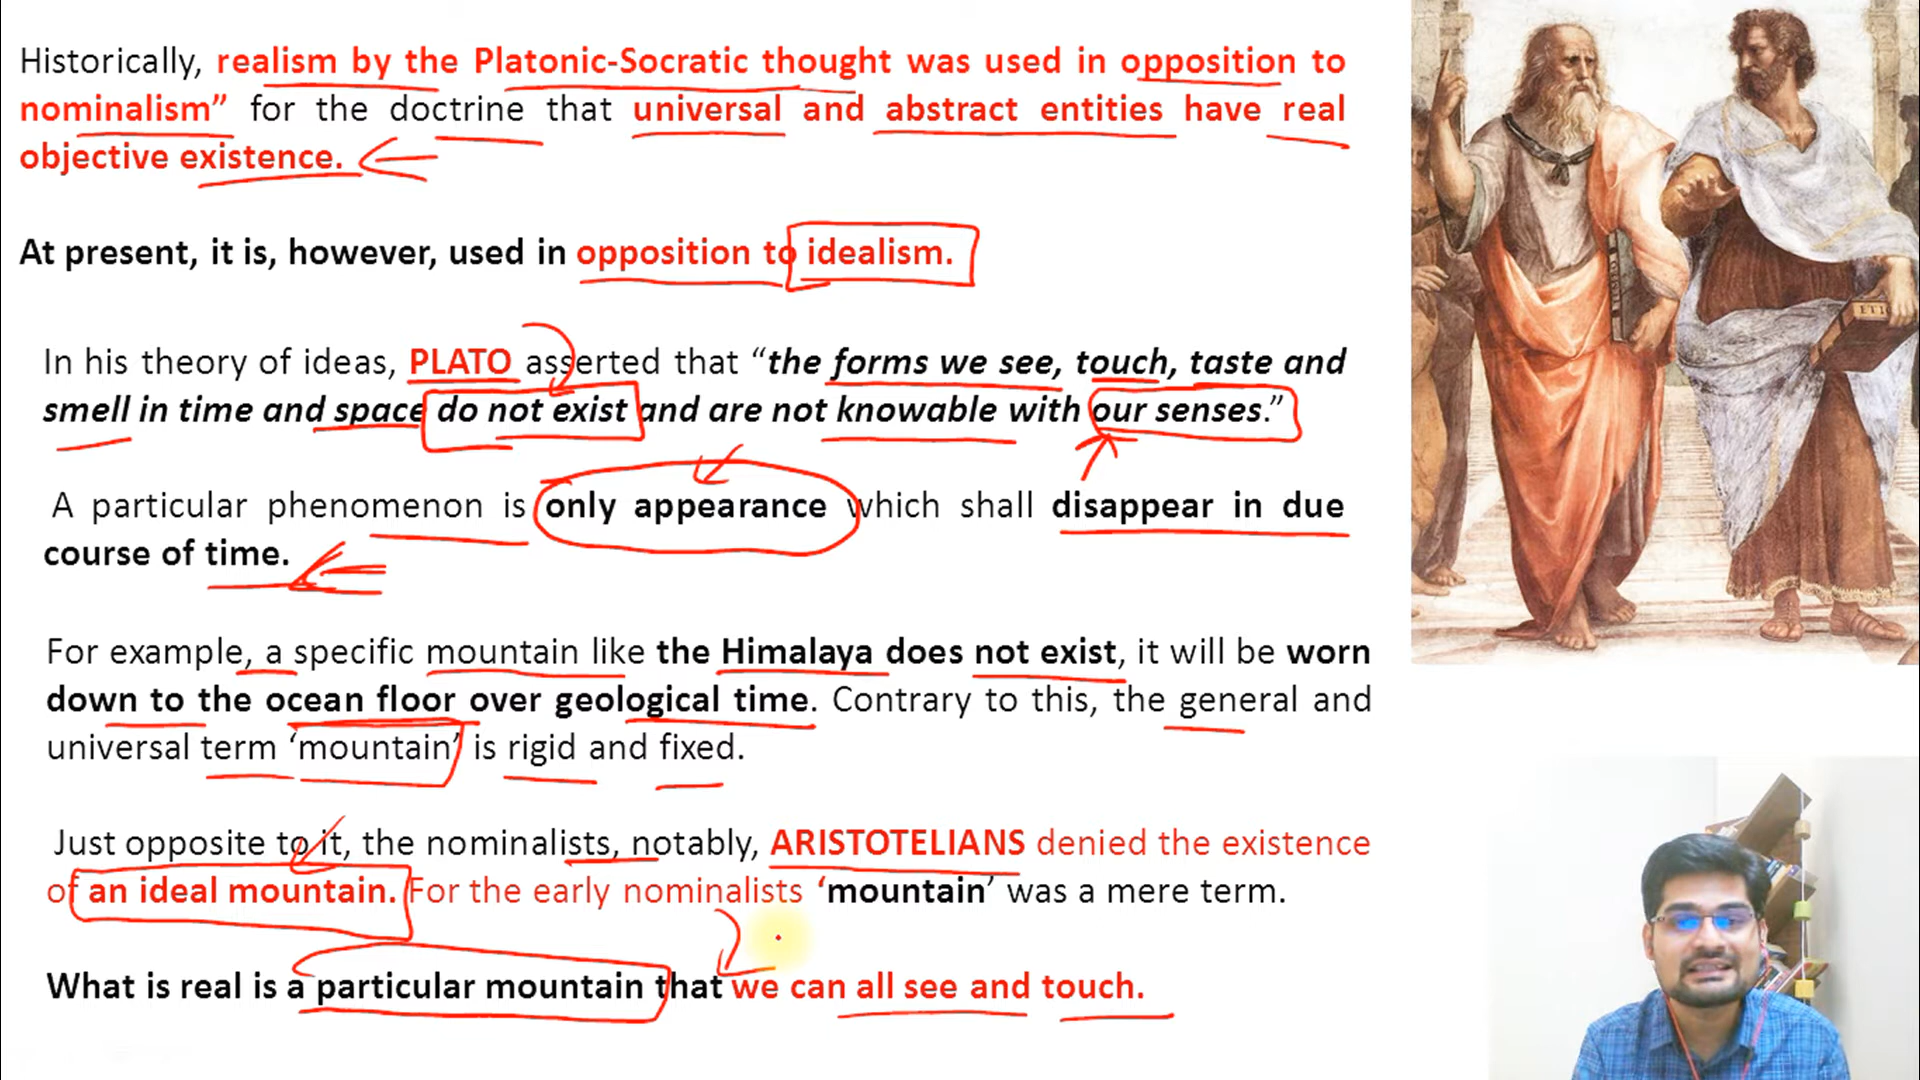 Historically, realism by the Platonic-Socratic thought was used in opposition to
nominalism” for the doctrine that universal and abstract entities have real
objective existence.
At present, it is, however, used in opposition to idealism.
In his theory of ideas, PLATO asserted that “the forms we see, touch, taste and
smell in time and space do not exist and are not knowable with our senses.”
A particular phenomenon is only appearance which shall disappear in due
course of time.
For example, a specific mountain like the Himalaya does not exist, it will be worn
down to the ocean floor over geological time. Contrary to this, the general and
universal term ‘mountain’ is rigid and fixed.
Just opposite to it, the nominalists, notably, ARISTOTELIANS denied the existence
of an ideal mountain. For the early nominalists ‘mountain’ was a mere term.
What is real is a particular mountain that we can all see and touch.
ETI